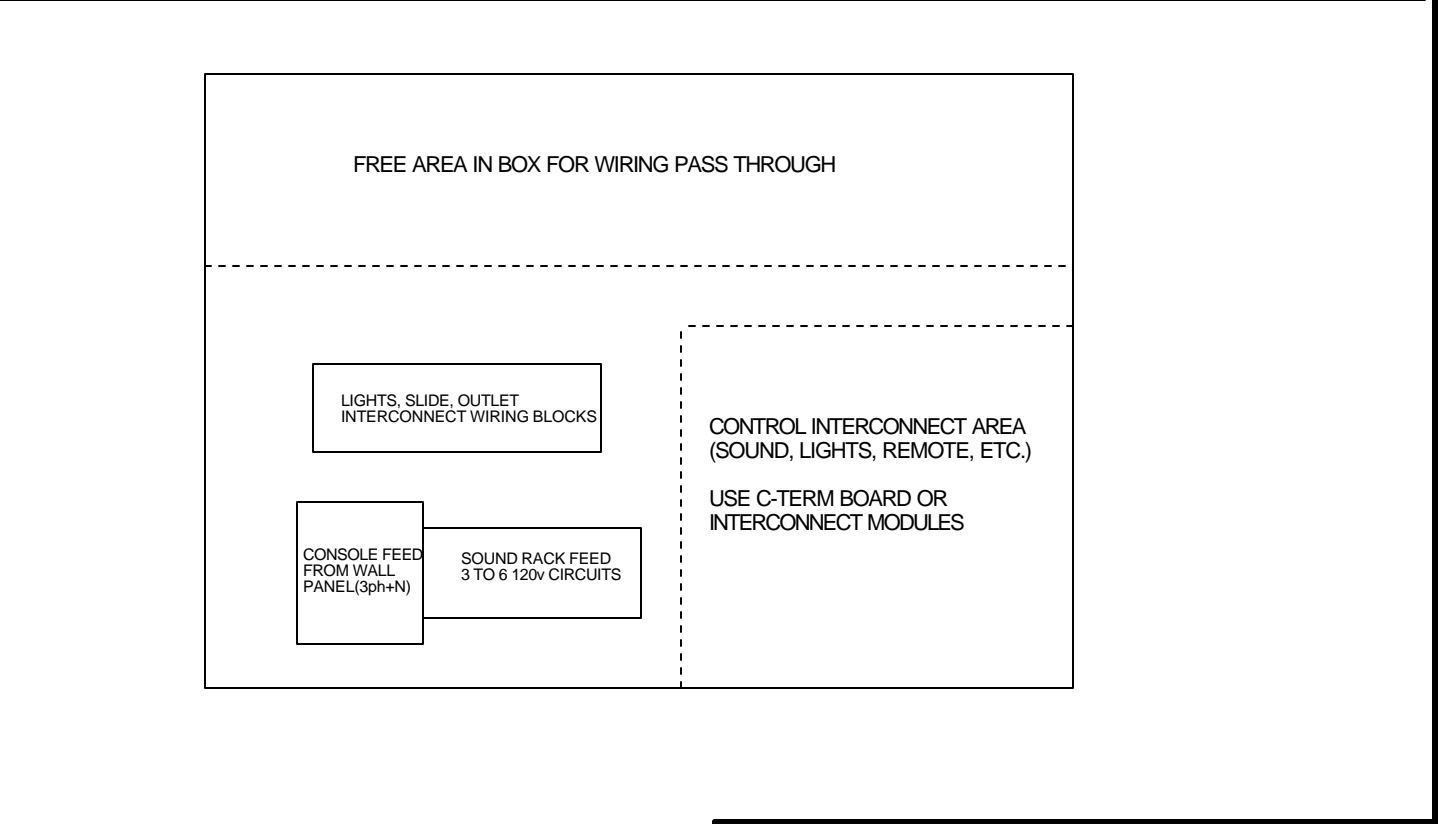 FREE AREA IN BOX FOR WIRING PASS THROUGH
LIGHTS, SLIDE, OUTLET
INTERCONNECT WIRING BLOCKS
CONTROL INTERCONNECT AREA
(SOUND, LIGHTS, REMOTE, ETC.)
USE C-TERM BOARD OR
INTERCONNECT MODULES
CONSOLE FEED
FROM WALL
PANEL(3ph+N)
SOUND RACK FEED
3 TO 6 120v CIRCUITS